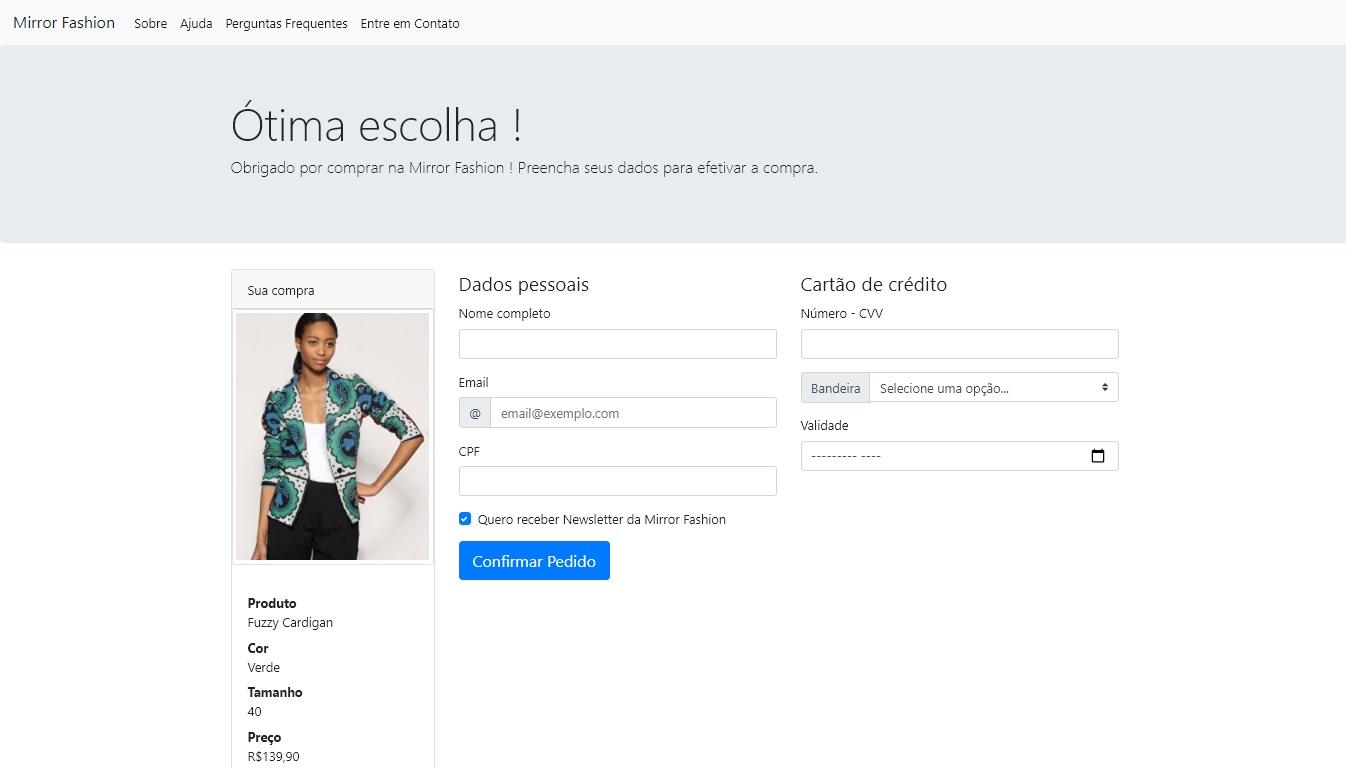 Mirror Fashion Sobre Ajuda Perguntas Frequentes Entre em Contato
Ótima escolha !
Obrigado por comprar na Mirror Fashion ! Preencha seus dados para efetivar a compra.
Sua compra
Produto
Fuzzy Cardigan
Cor
Verde
Tamanho
40
Preço
R$139,90
Dados pessoais
Nome completo
Email
@ email@exemplo.com
CPF
Quero receber Newsletter da Mirror Fashion
Confirmar Pedido
Cartão de crédito
Número - CVV
Bandeira Selecione uma opção...
Validade
--------- ----